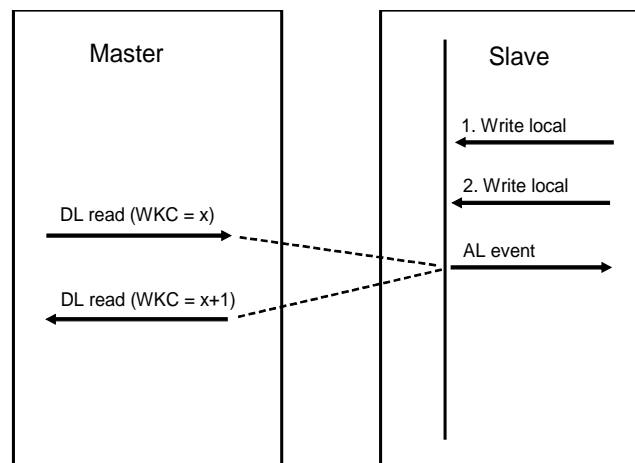 Master
Slave
1. Write local
2. Write local
DL read (WKC = x)
AL event
DL read (WKC = x+1)